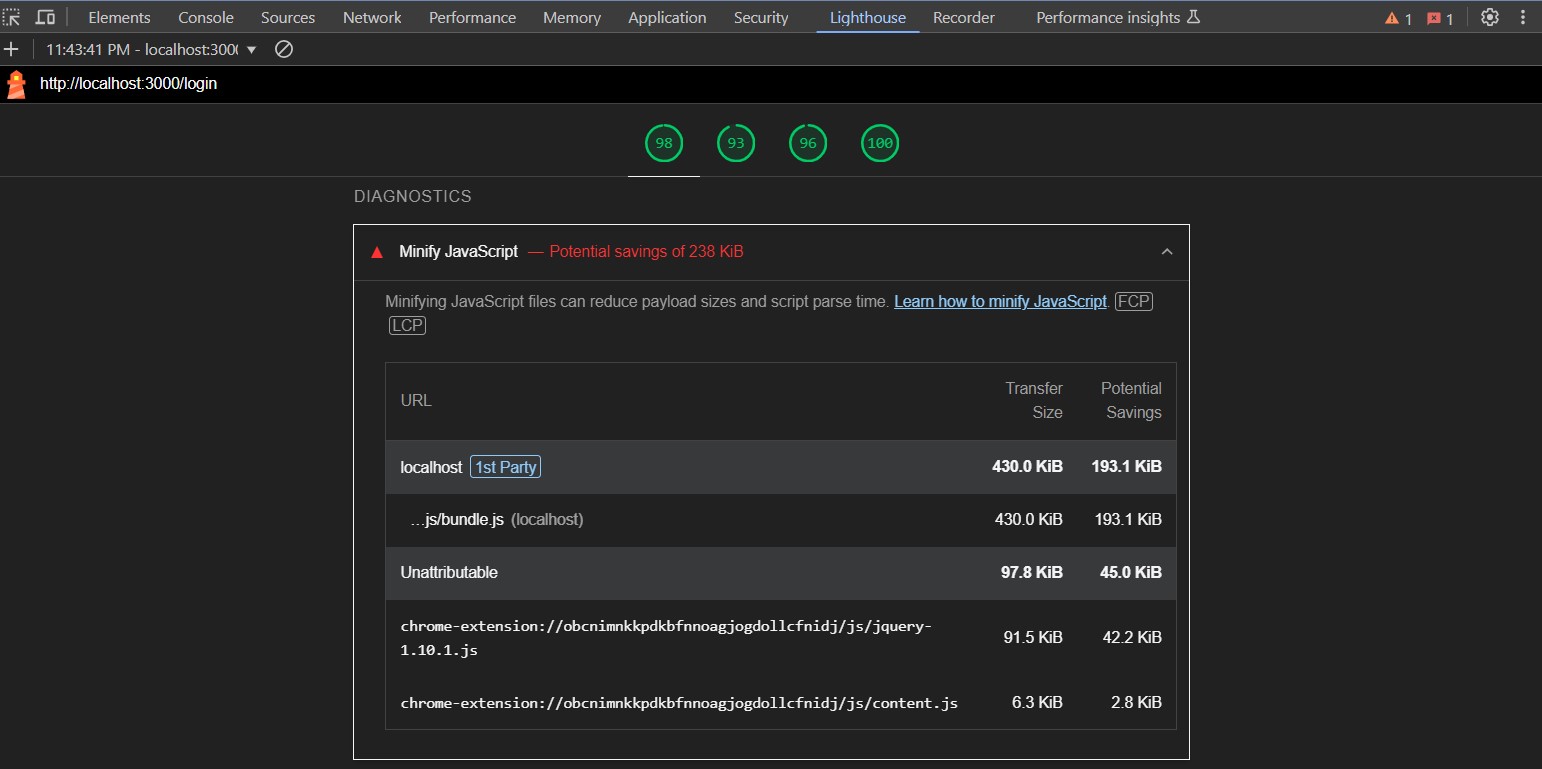 Elements Console Sources Network Performance Memory Application Security Lighthouse Recorder Performance insights 1 1
11:43:41 PM - localhost:3000
http://localhost:3000/login
98 93 96 100
DIAGNOSTICS
Minify JavaScript — Potential savings of 238 KiB
Minifying JavaScript files can reduce payload sizes and script parse time. Learn how to minify JavaScript. FCP
LCP
URL Transfer Size Potential Savings
localhost 1st Party 430.0 KiB 193.1 KiB
…js/bundle.js (localhost) 430.0 KiB 193.1 KiB
Unattributable 97.8 KiB 45.0 KiB
chrome-extension://obcnimnkkpdkbfnnoagjogdollcfnidj/js/jquery-
1.10.1.js 91.5 KiB 42.2 KiB
chrome-extension://obcnimnkkpdkbfnnoagjogdollcfnidj/js/content.js 6.3 KiB 2.8 KiB